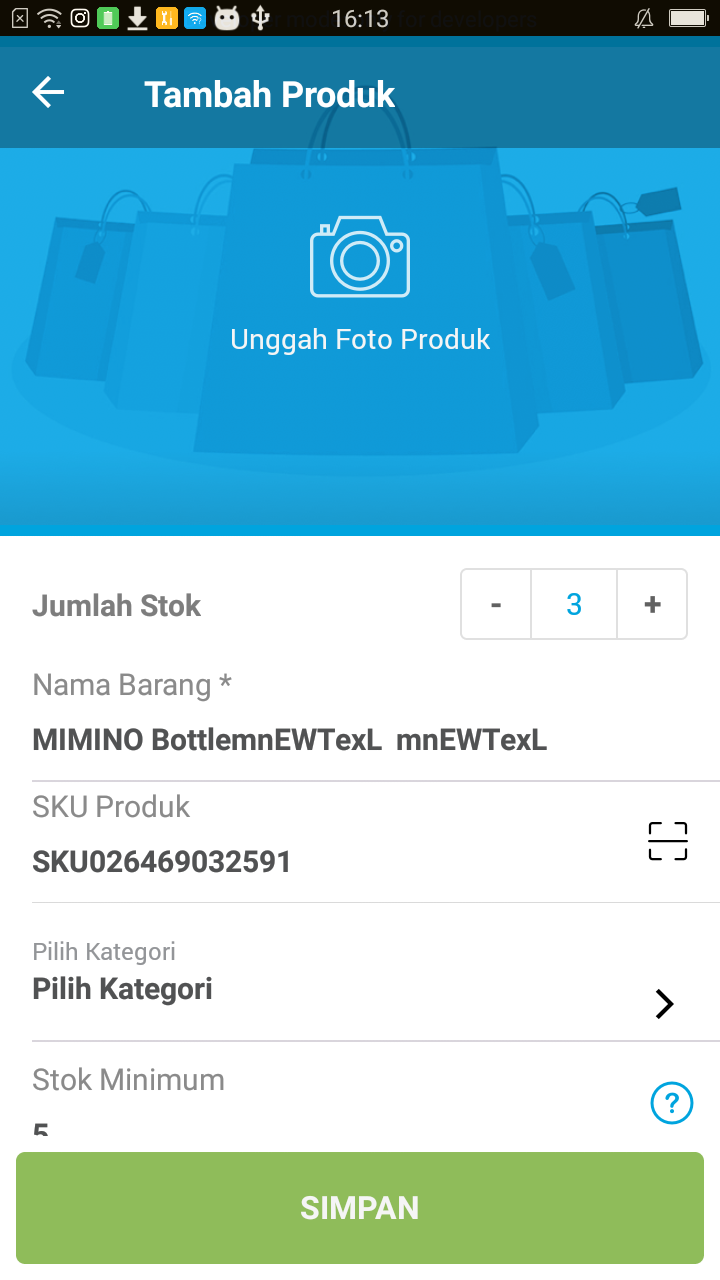 16:13
Tambah Produk
Unggah Foto Produk
Jumlah Stok
- 3 +
Nama Barang *
MIMINO BottlemnEWTexL mnEWTexL
SKU Produk
SKU026469032591
Pilih Kategori
Pilih Kategori
Stok Minimum
?
5
SIMPAN